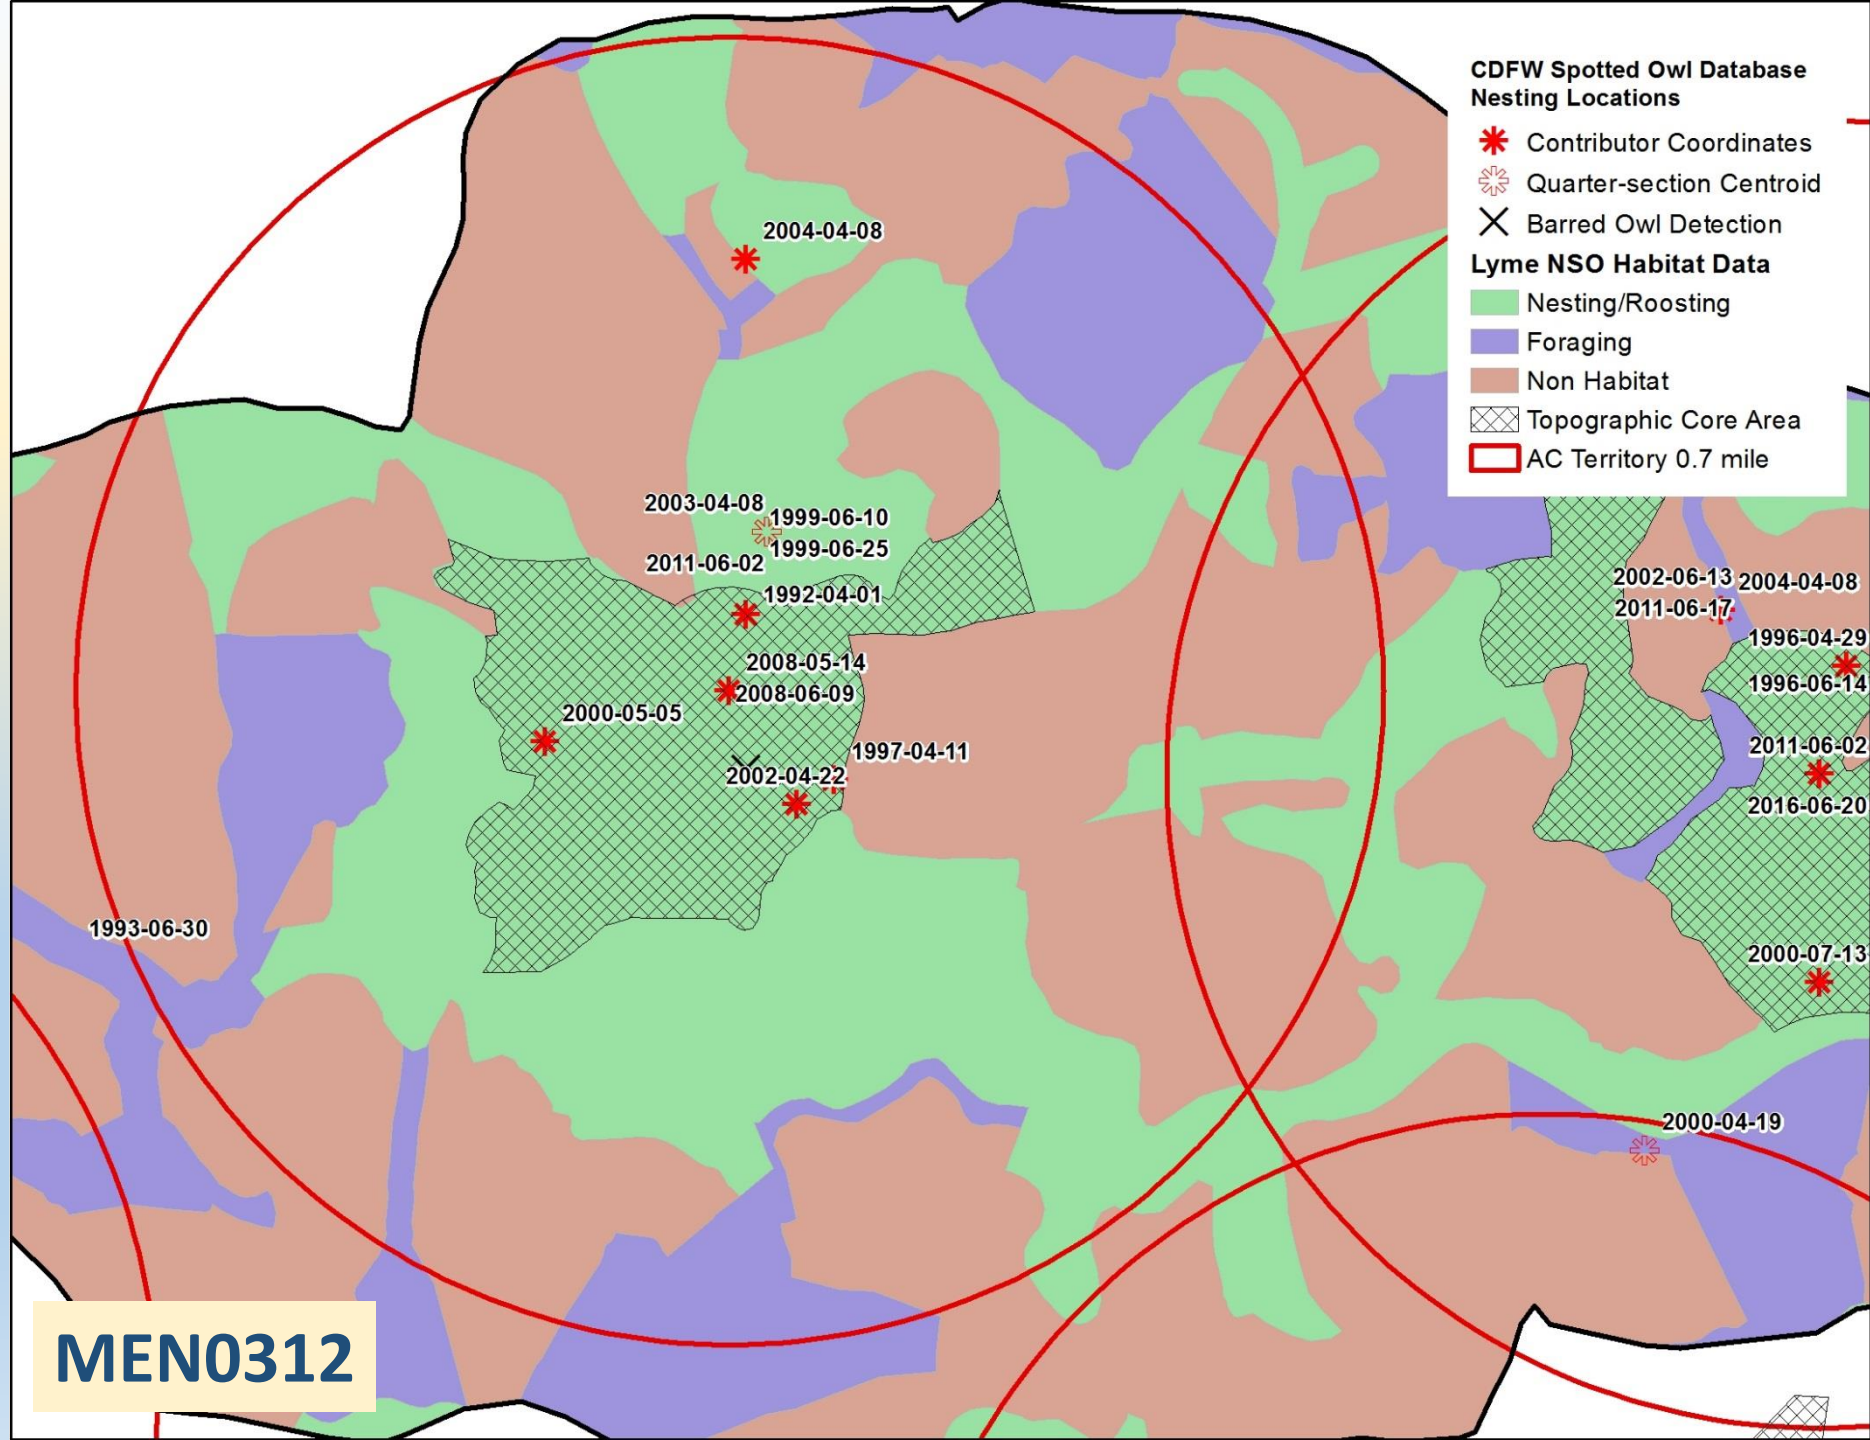 CDFW Spotted Owl Database
Nesting Locations
Contributor Coordinates
Quarter-section Centroid
Barred Owl Detection
Lyme NSO Habitat Data
Nesting/Roosting
Foraging
Non Habitat
Topographic Core Area
AC Territory 0.7 mile
2004-04-08
2003-04-08
1999-06-10
1999-06-25
2011-06-02
1992-04-01
2008-05-14
2008-06-09
2000-05-05
1997-04-11
2002-04-22
1993-06-30
2002-06-13
2004-04-08
2011-06-17
1996-04-29
1996-06-14
2011-06-02
2016-06-20
2000-07-13
2000-04-19
MEN0312